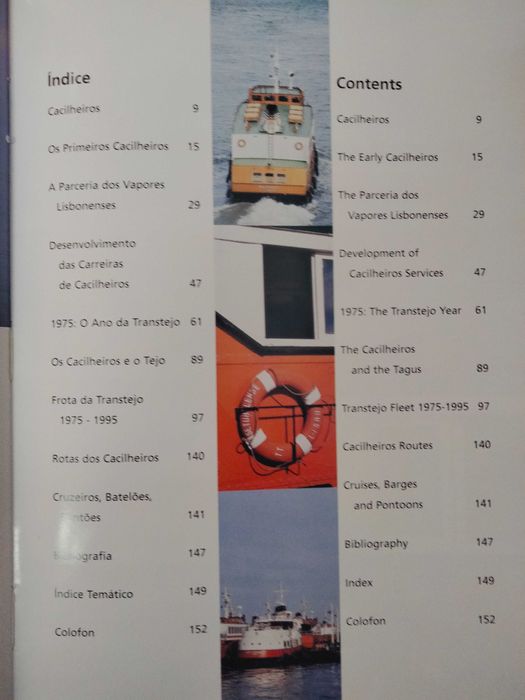 Índice
Cacilheiros 9
Os Primeiros Cacilheiros 15
A Parceria dos Vapores
Lisbonenses 29
Desenvolvimento
das Carreiras
de Cacilheiros 47
1975: O Ano da Transtejo 61
Os Cacilheiros e o Tejo 89
Frota da Transtejo
1975 - 1995 97
Rotas dos Cacilheiros 140
Cruzeiros, Batelões,
141
147
Índice Temático 149
Colofon 152
Contents
Cacilheiros 9
The Early Cacilheiros 15
The Parceria dos
Vapores Lisbonenses 29
Development of
Cacilheiros Services 47
1975: The Transtejo Year 61
The Cacilheiros
and the Tagus 89
Transtejo Fleet 1975-1995 97
Cacilheiros Routes 140
Cruises, Barges
and Pontoons 141
Bibliography 147
Index 149
Colofon 152